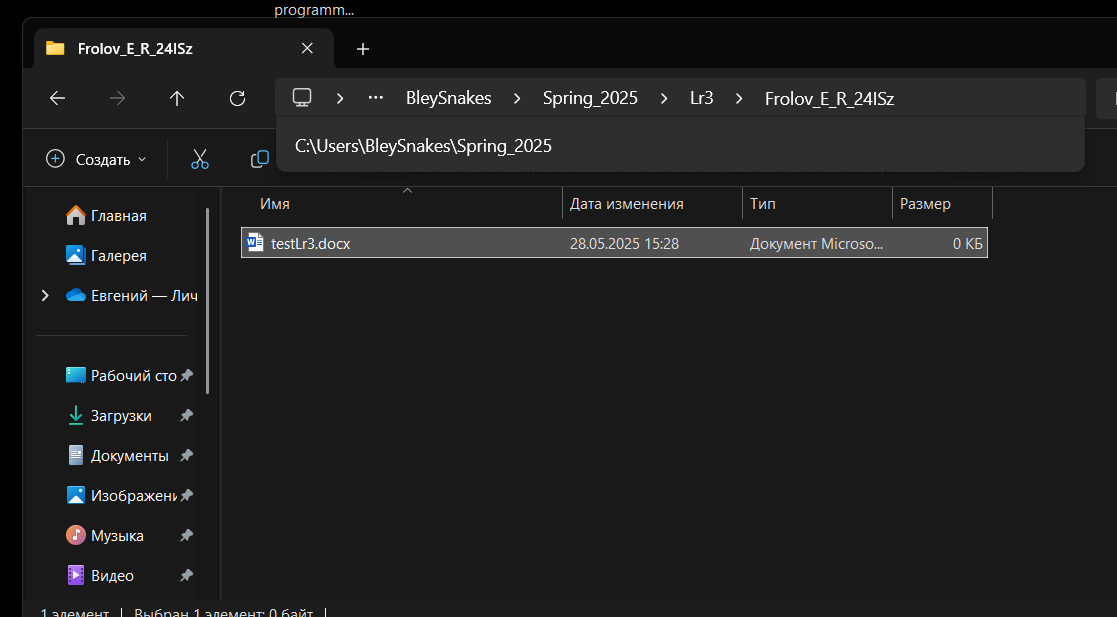 programm...
Frolov_E_R_24ISz
BleySnakes Spring_2025 Lr3 Frolov_E_R_24ISz
C:\Users\BleySnakes\Spring_2025
Создать
Имя Дата изменения Тип Размер
testLr3.docx 28.05.2025 15:28 Документ Microso... 0 КБ
Главная
Галерея
Евгений — Лич
Рабочий сто
Загрузки
Документы
Изображени
Музыка
Видео
1 элемент Выбран 1 элемент: 0 байт